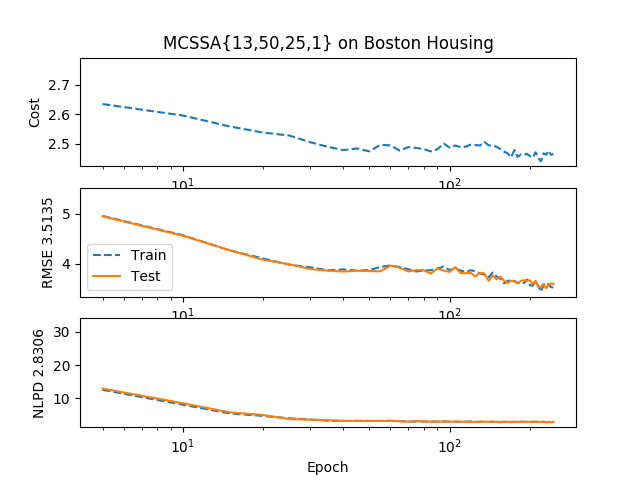 MCSSA{13,50,25,1} on Boston Housing
Cost
2.7
2.6
2.5
10¹
10²
RMSE 3.5135
5
4
Train
Test
10¹
10²
NLPD 2.8306
30
20
10
10¹
10²
Epoch